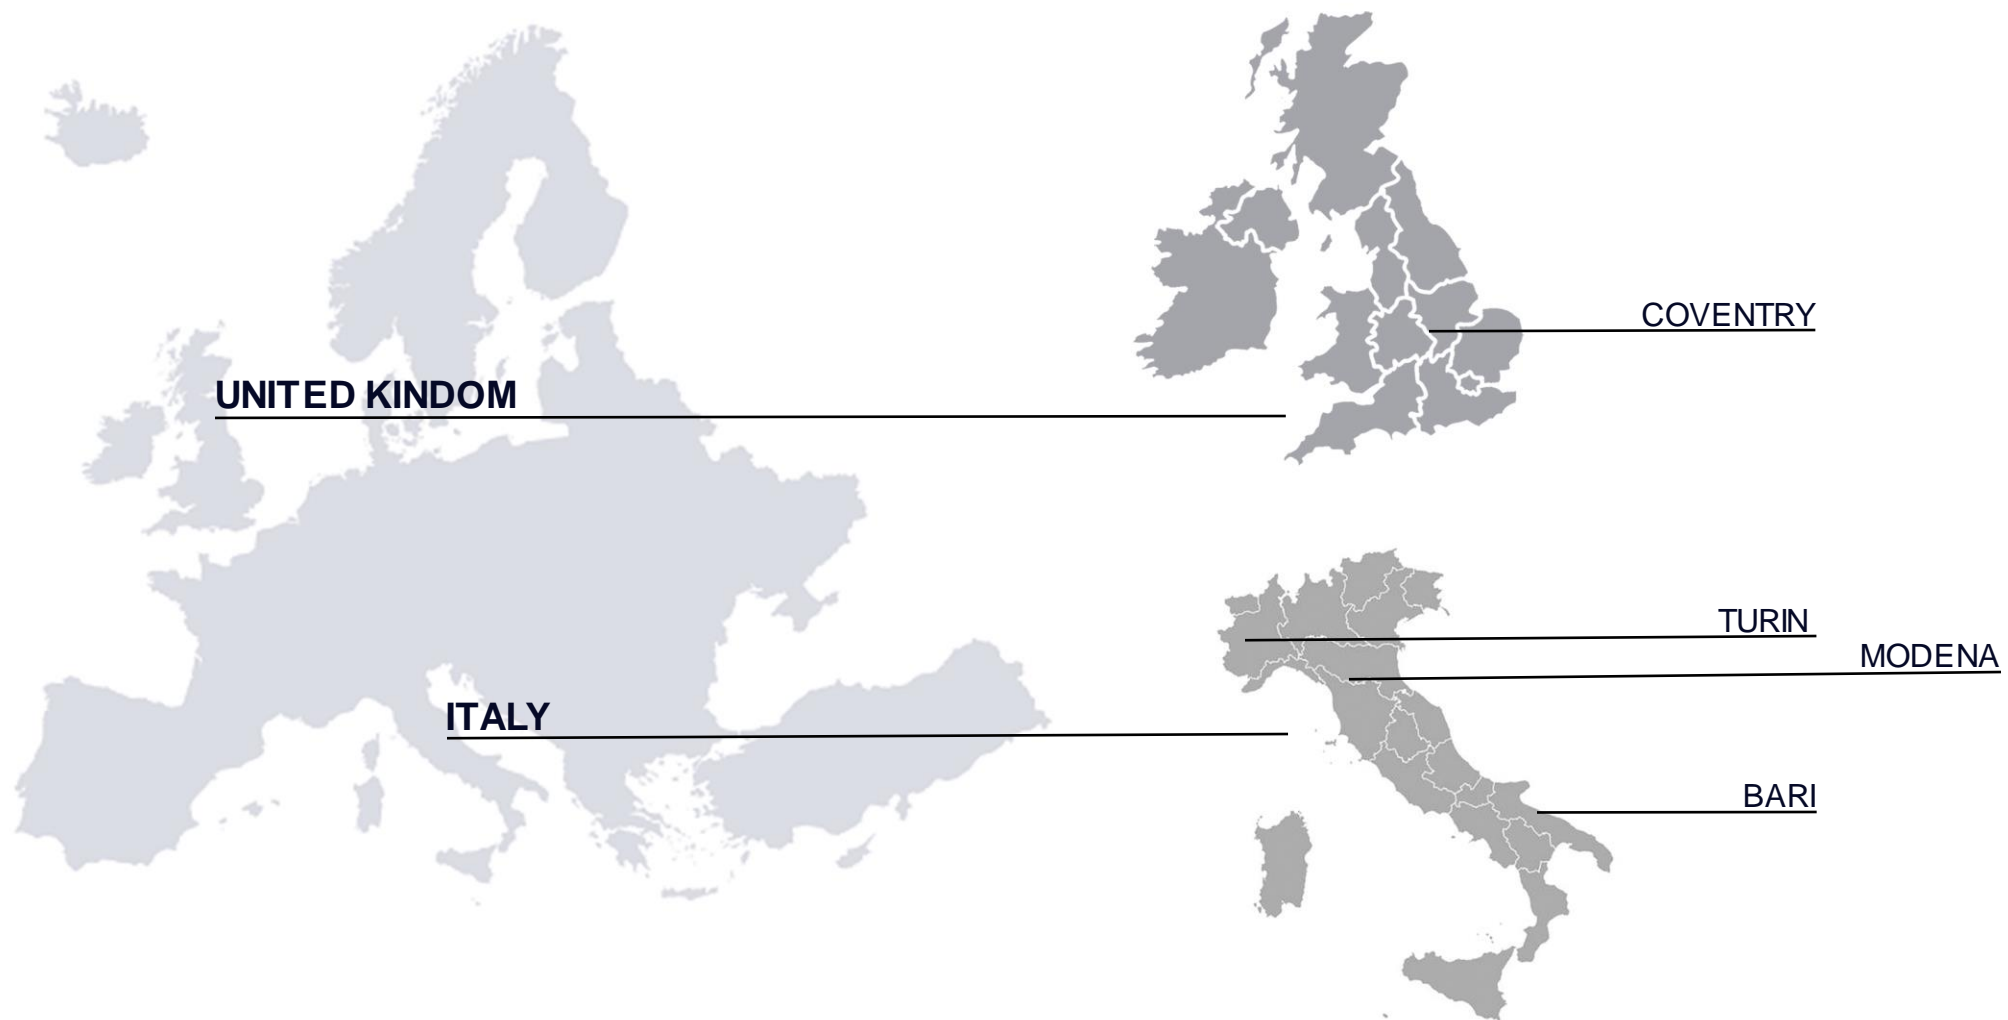 COVENTRY
UNITED KINDOM
TURIN
MODENA
ITALY
BARI